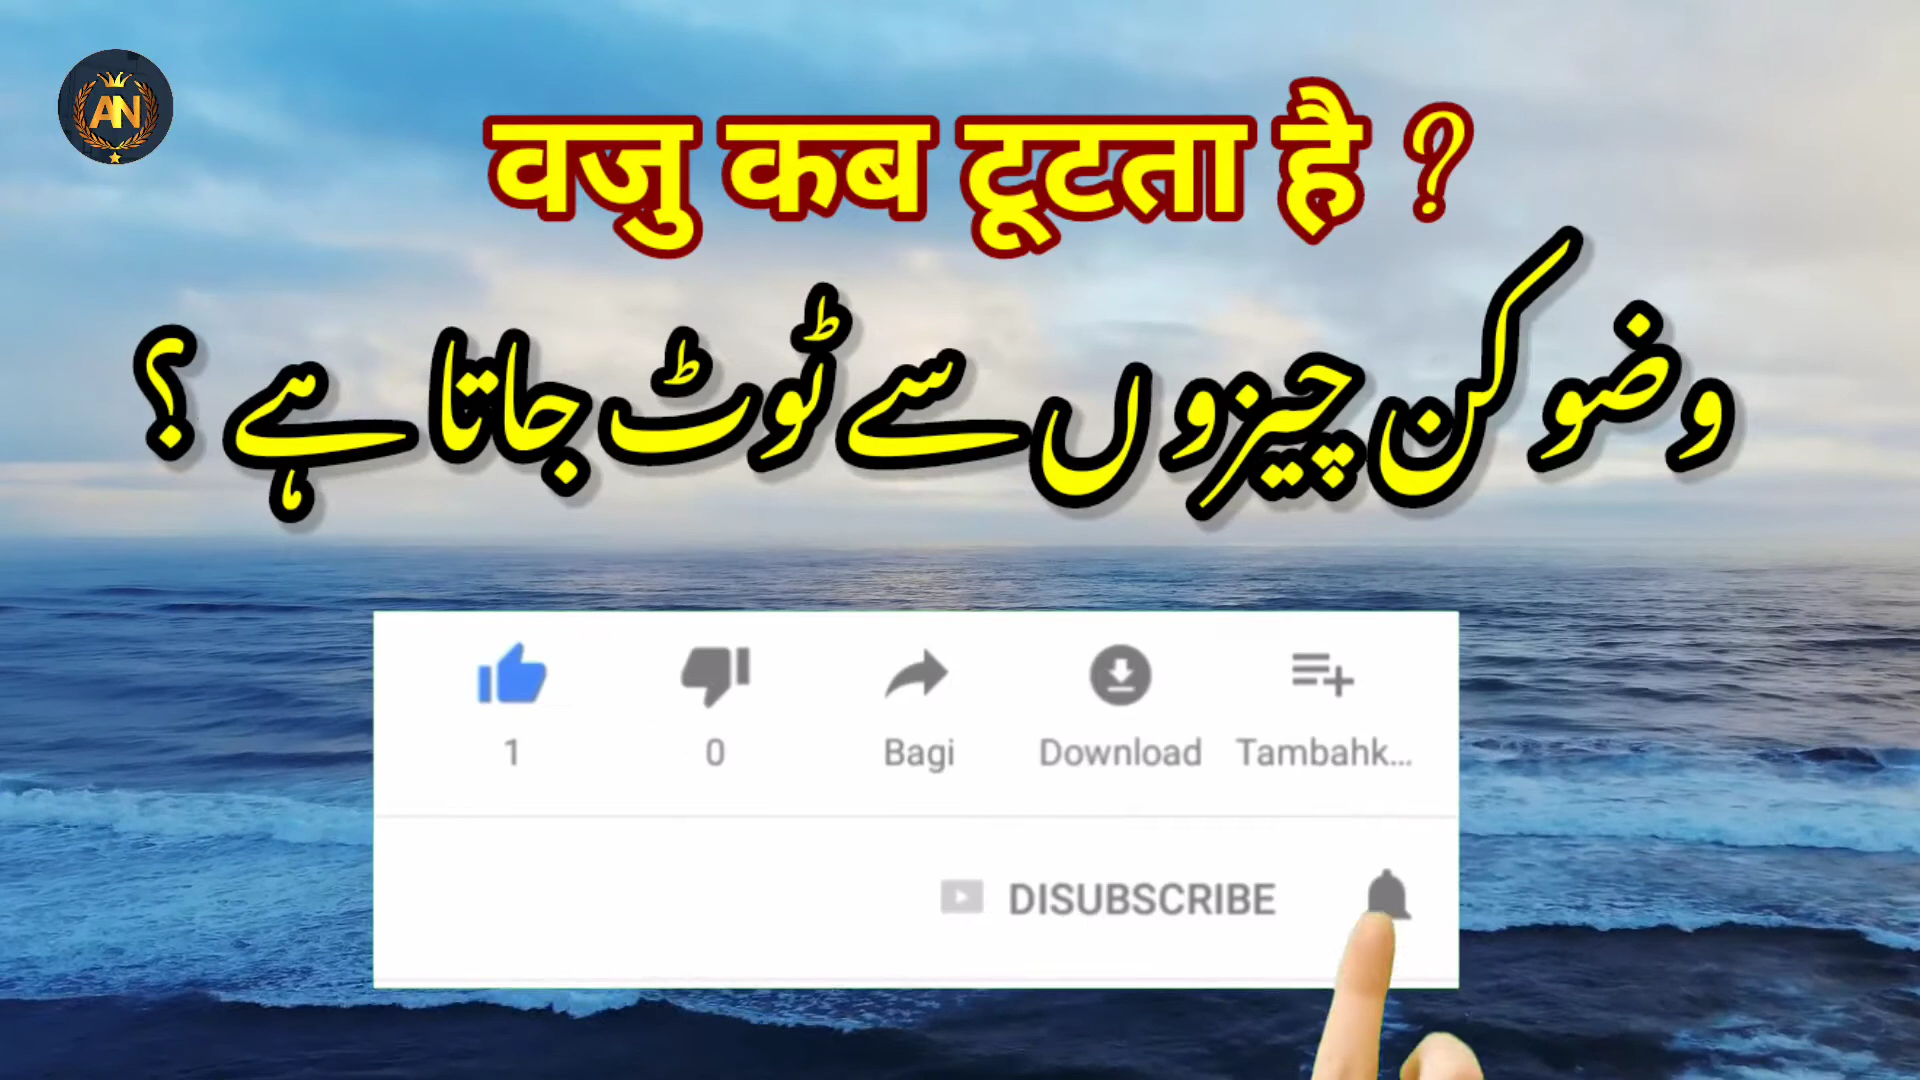 AN
वजु कब टूटता है ?
وضو کن چیزوں سے ٹوٹ جاتا ہے ؟
1 0 Bagi Download Tambahk...
DISUBSCRIBE